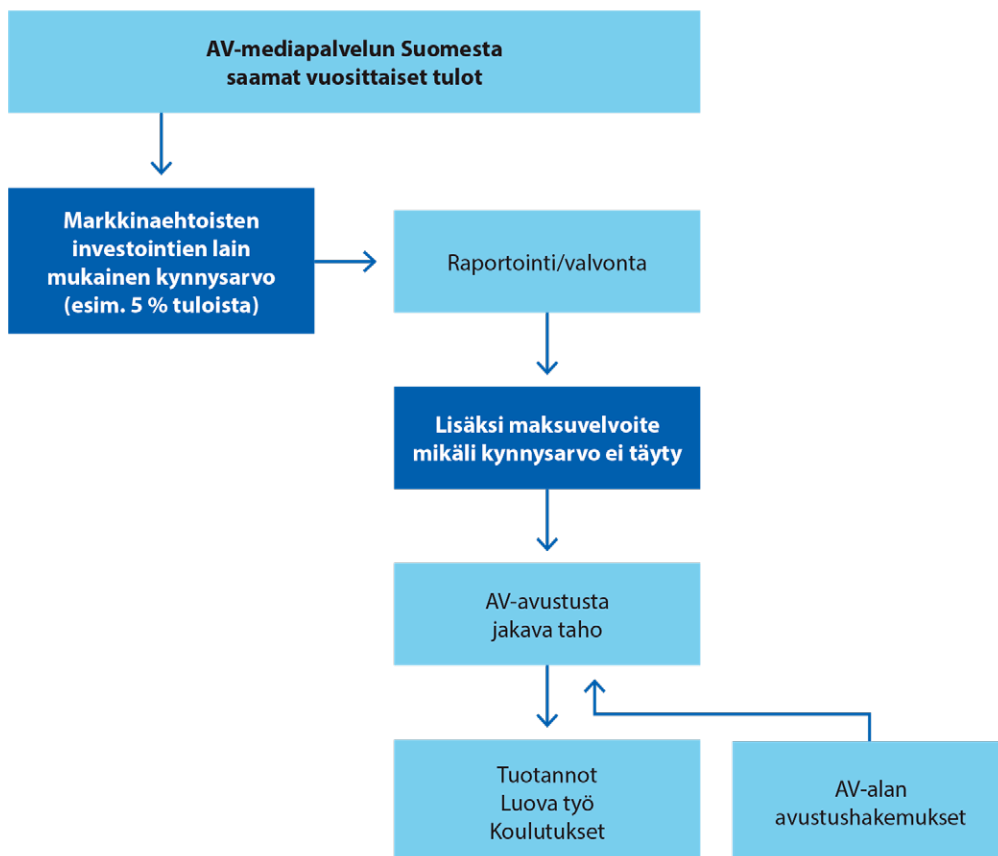 AV-mediapalvelun Suomesta
saamat vuosittaiset tulot
Markkinaehtoisten
investointien lain
mukainen kynnysarvo
(esim. 5 % tuloista)
Raportointi/valvonta
Lisäksi maksuvelvoite
mikäli kynnysarvo ei täyty
AV-avustusta
jakava taho
Tuotannot
Luova työ
Koulutukset
AV-alan
avustushakemukset